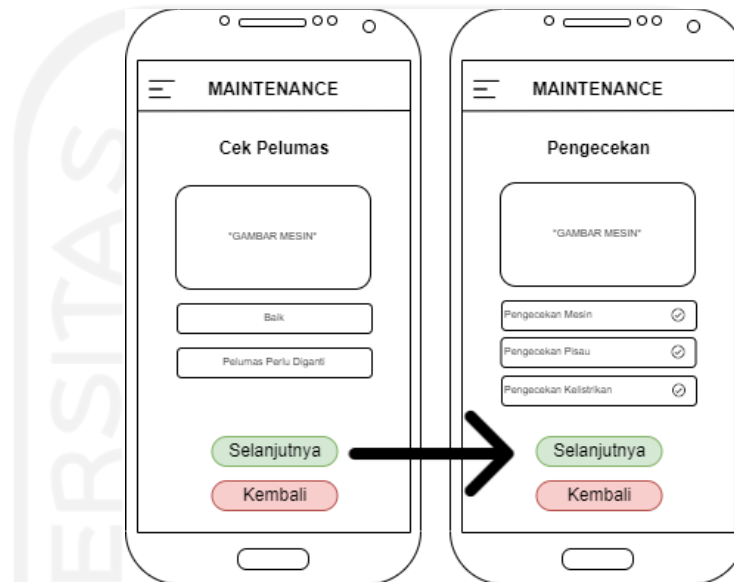 MAINTENANCE
Cek Pelumas
"GAMBAR MESIN"
Baik
Pelumas Perlu Diganti
Selanjutnya
Kembali
MAINTENANCE
Pengecekan
"GAMBAR MESIN"
Pengecekan Mesin
Pengecekan Pisau
Pengecekan Kelistrikan
Selanjutnya
Kembali
ERSITAS